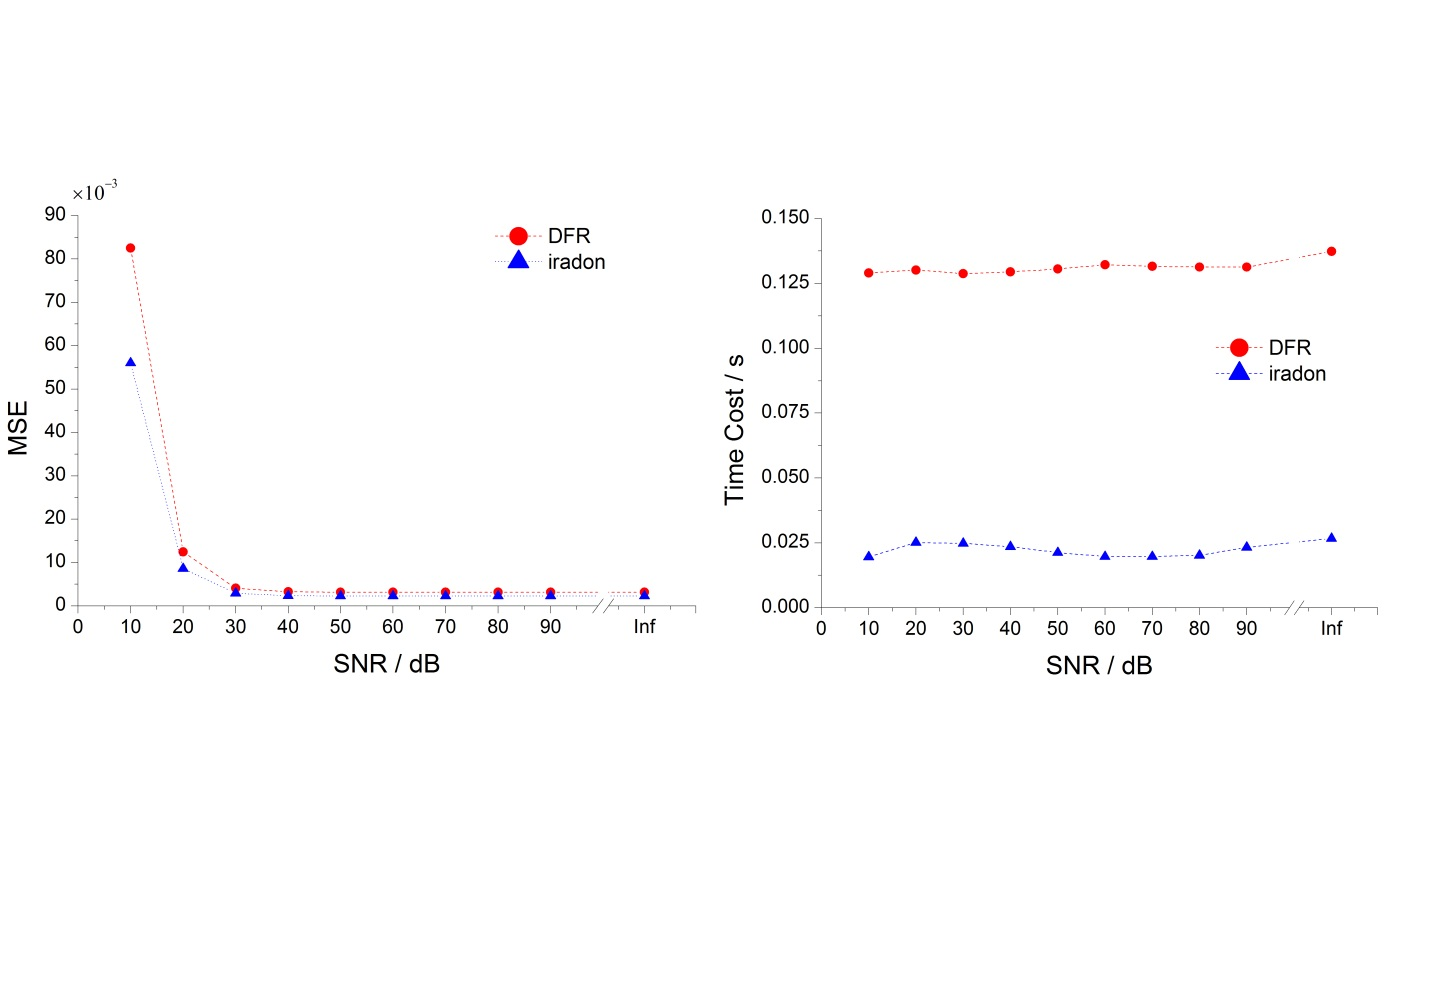 ×10⁻³
90
80
70
60
50
40
30
20
10
0
MSE
0 10 20 30 40 50 60 70 80 90 Inf
SNR / dB
DFR
iradon
0.150
0.125
0.100
0.075
0.050
0.025
0.000
Time Cost / s
0 10 20 30 40 50 60 70 80 90 Inf
SNR / dB
DFR
iradon